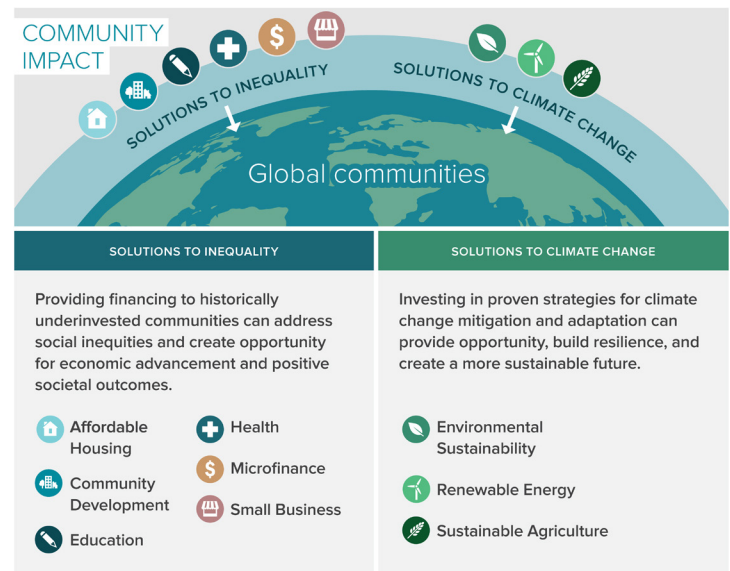 COMMUNITY
IMPACT
SOLUTIONS TO INEQUALITY
SOLUTIONS TO CLIMATE CHANGE
Global communities
SOLUTIONS TO INEQUALITY
Providing financing to historically
underinvested communities can address
social inequities and create opportunity
for economic advancement and positive
societal outcomes.
Affordable
Housing
Community
Development
Education
Health
$
Microfinance
Small Business
SOLUTIONS TO CLIMATE CHANGE
Investing in proven strategies for climate
change mitigation and adaptation can
provide opportunity, build resilience, and
create a more sustainable future.
Environmental
Sustainability
Renewable Energy
Sustainable Agriculture